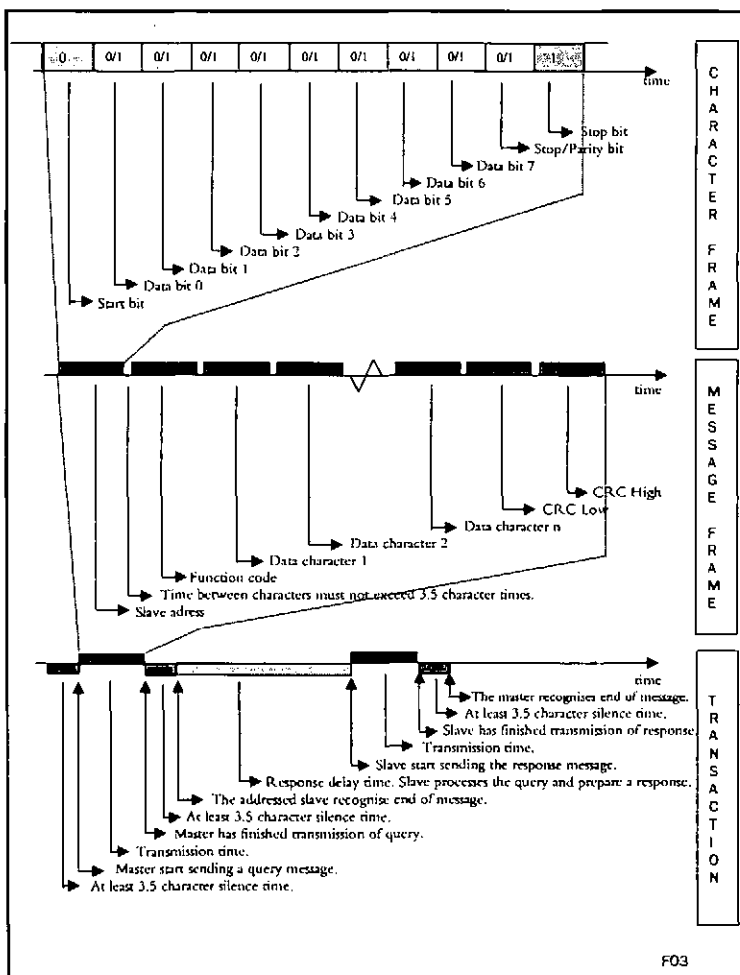 0 0/1 0/1 0/1 0/1 0/1 0/1 0/1 0/1
time
Stop bit
Stop/Parity bit
Data bit 7
Data bit 6
Data bit 5
Data bit 4
Data bit 3
Data bit 2
Data bit 1
Data bit 0
Start bit
CHARACTER FRAME
time
CRC High
CRC Low
Data character n
Data character 2
Data character 1
Function code
Time between characters must not exceed 3.5 character times.
Slave adress
MESSAGE FRAME
time
The master recognises end of message.
At least 3.5 character silence time.
Slave has finished transmission of response.
Transmission time.
Slave start sending the response message.
Response delay time. Slave processes the query and prepare a response.
The addressed slave recognise end of message.
At least 3.5 character silence time.
Master has finished transmission of query.
Transmission time.
Master start sending a query message.
At least 3.5 character silence time.
TRANSACTION
F03